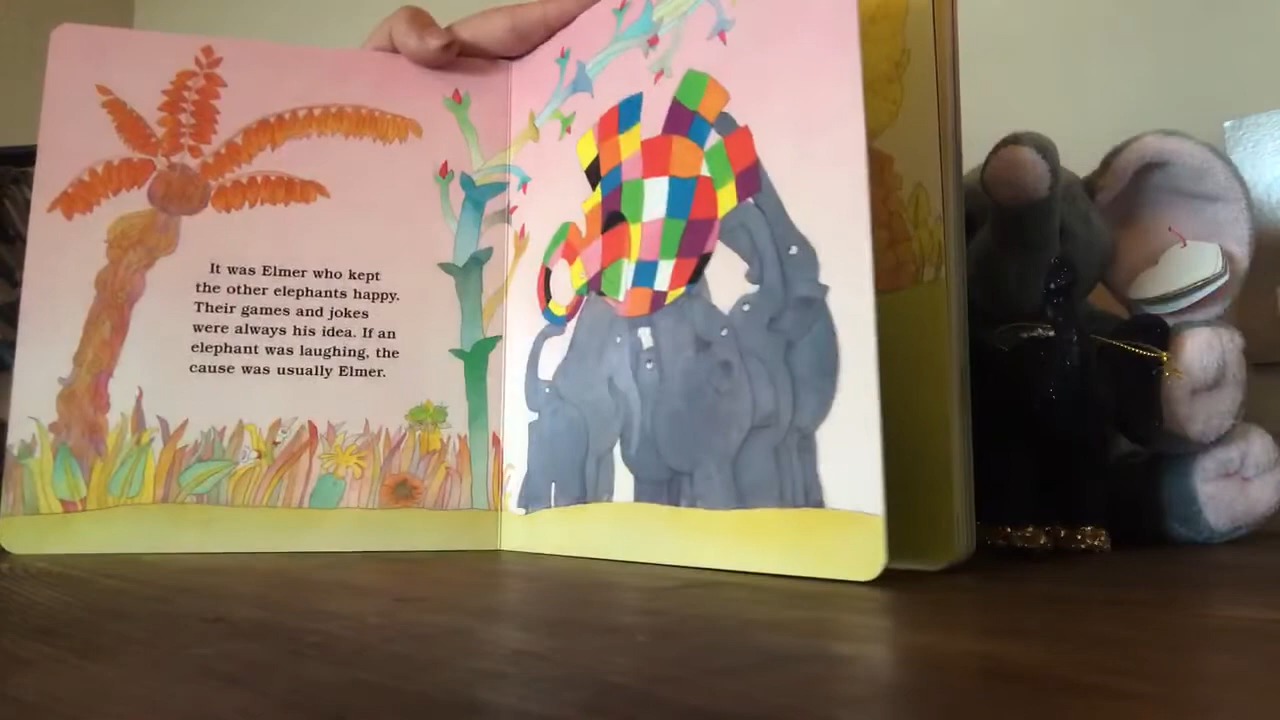 It was Elmer who kept
the other elephants happy.
Their games and jokes
were always his idea. If an
elephant was laughing, the
cause was usually Elmer.